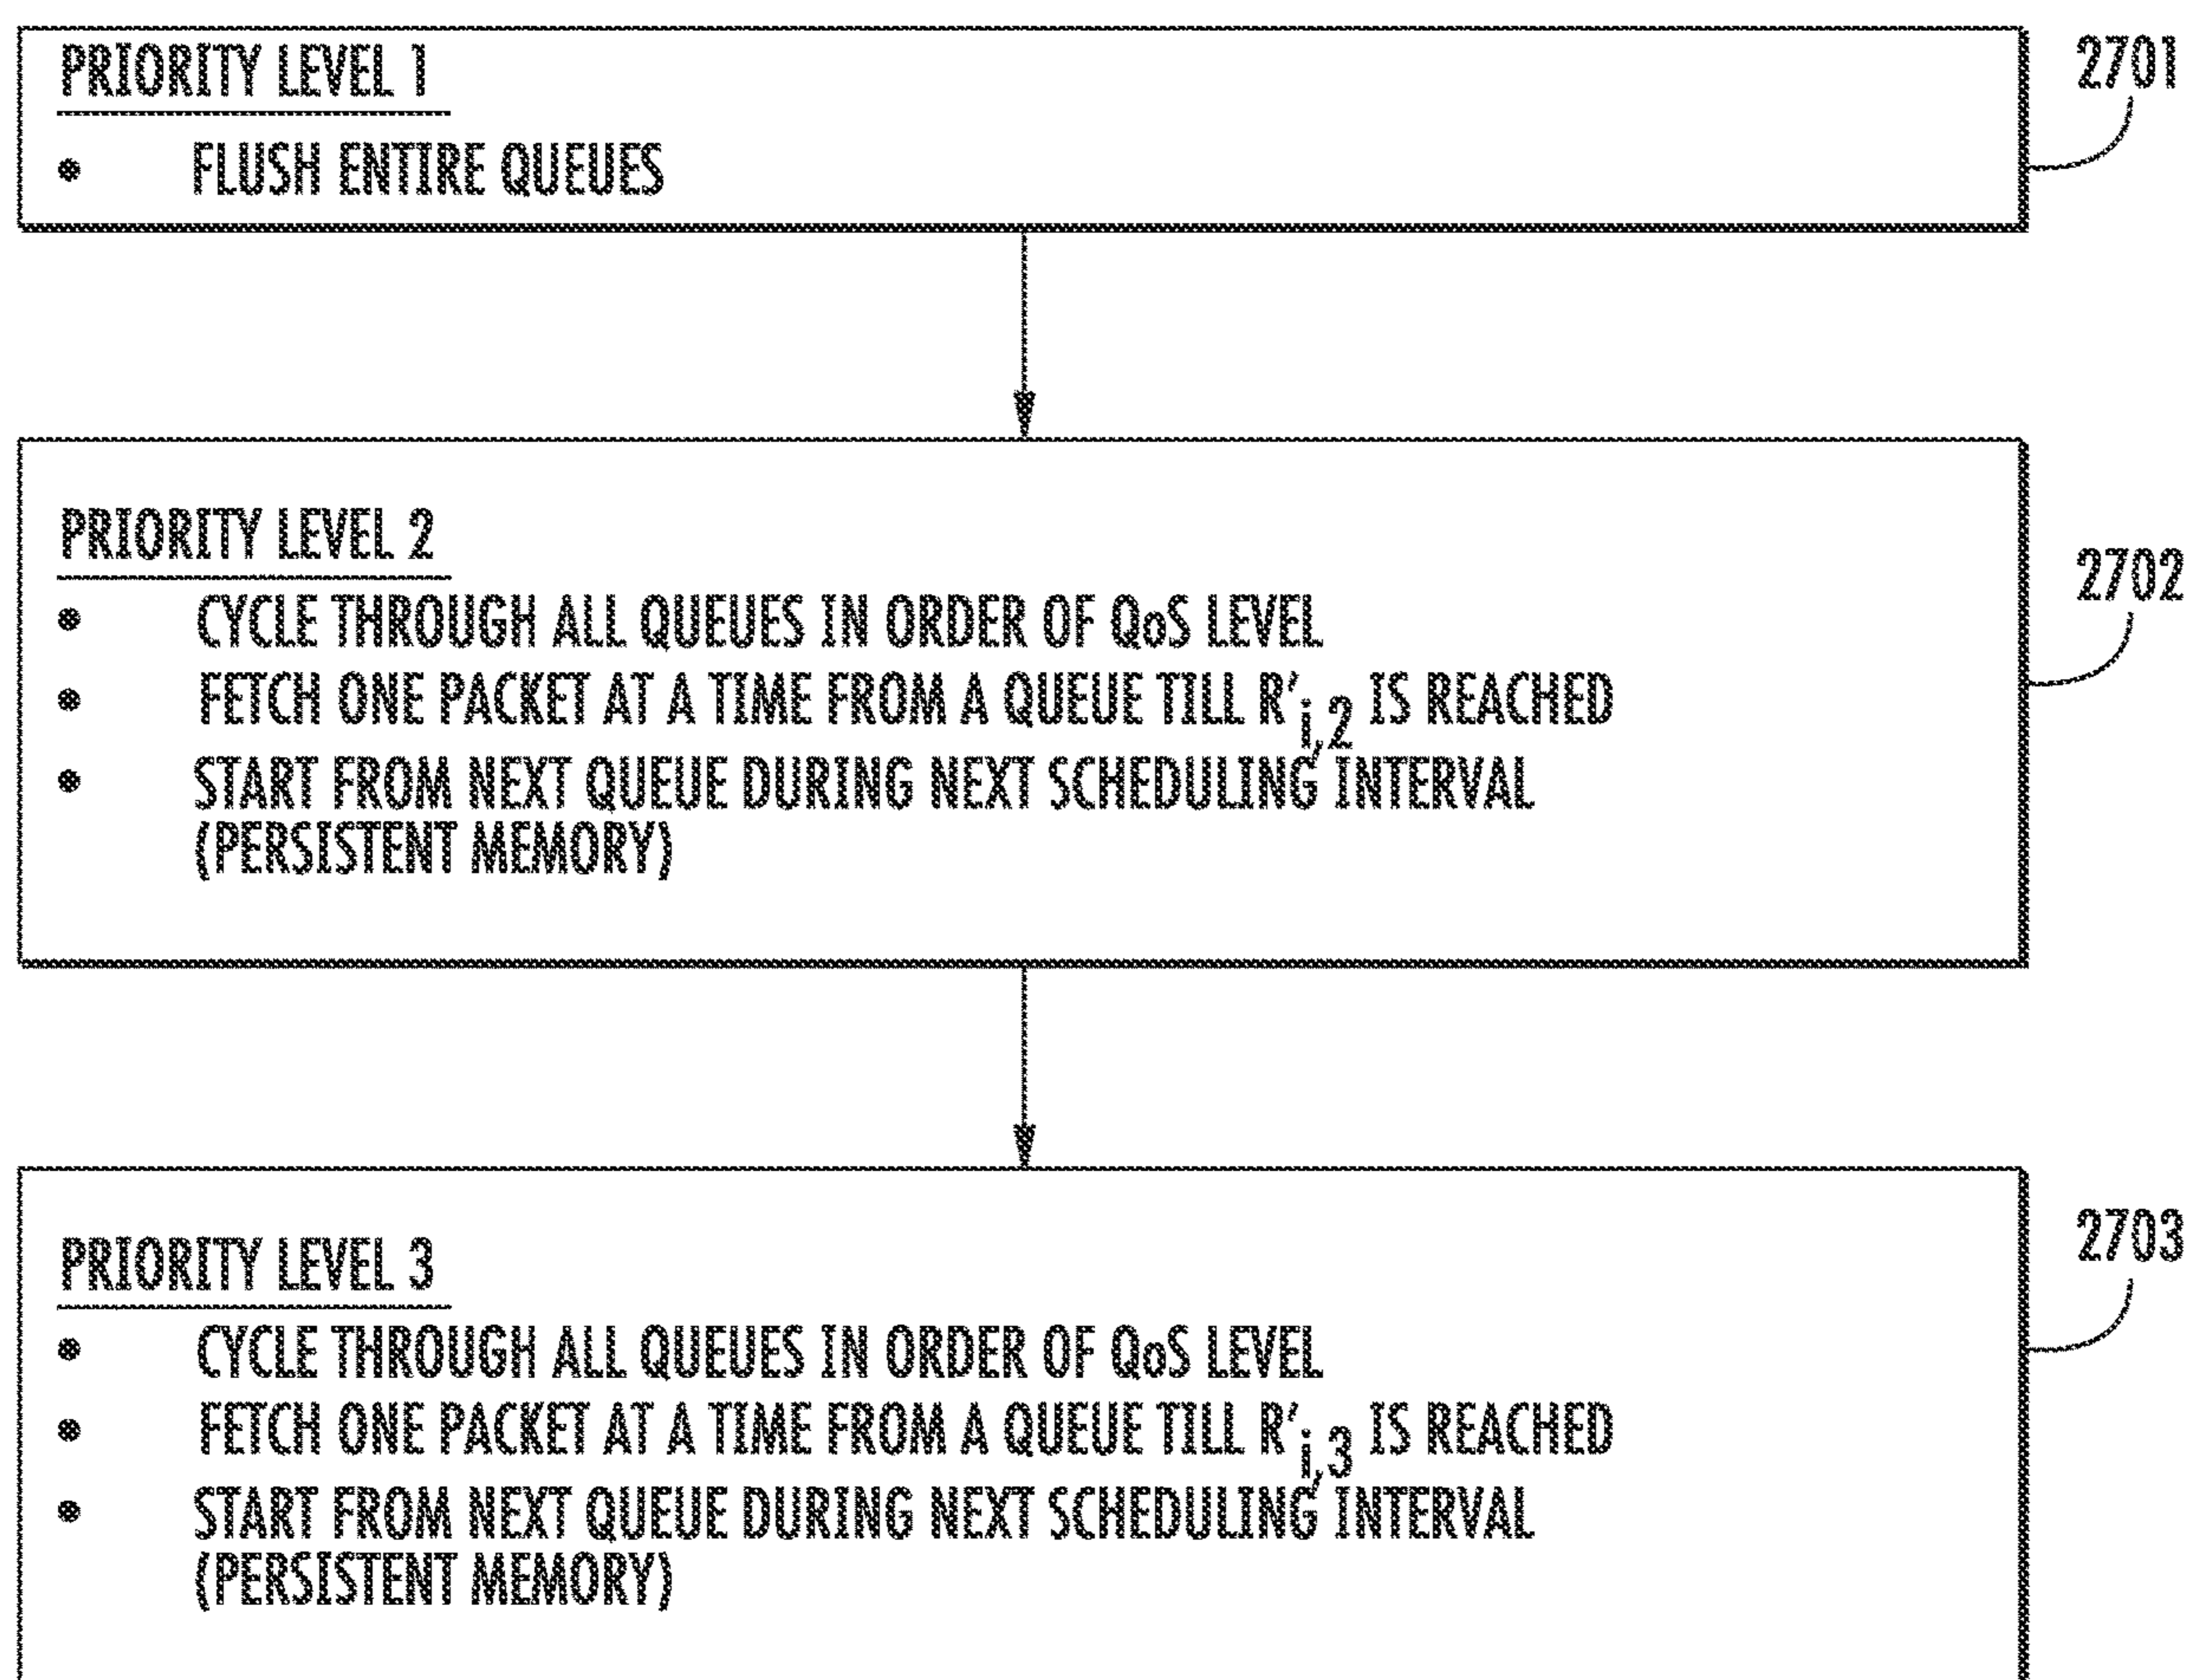 PRIORITY LEVEL 1
2701
• FLUSH ENTIRE QUEUES
PRIORITY LEVEL 2
2702
• CYCLE THROUGH ALL QUEUES IN ORDER OF QoS LEVEL
• FETCH ONE PACKET AT A TIME FROM A QUEUE TILL R'i,2 IS REACHED
• START FROM NEXT QUEUE DURING NEXT SCHEDULING INTERVAL
(PERSISTENT MEMORY)
PRIORITY LEVEL 3
2703
• CYCLE THROUGH ALL QUEUES IN ORDER OF QoS LEVEL
• FETCH ONE PACKET AT A TIME FROM A QUEUE TILL R'i,3 IS REACHED
• START FROM NEXT QUEUE DURING NEXT SCHEDULING INTERVAL
(PERSISTENT MEMORY)